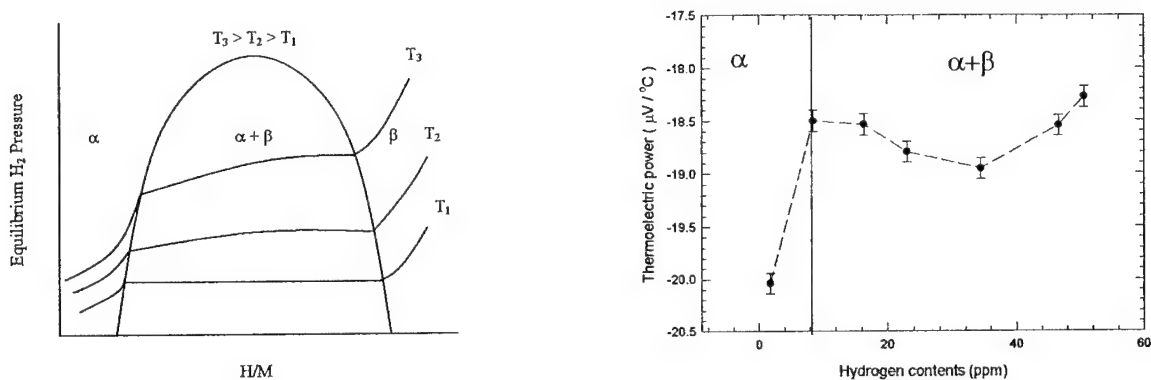 T₃ > T₂ > T₁
T₃
α
α + β
β
T₂
T₁
Equilibrium H₂ Pressure
H/M
-17.5
-18.0
-18.5
-19.0
-19.5
-20.0
-20.5
Thermoelectric power ( μV / °C)
α
α+β
0
20
40
60
Hydrogen contents (ppm)